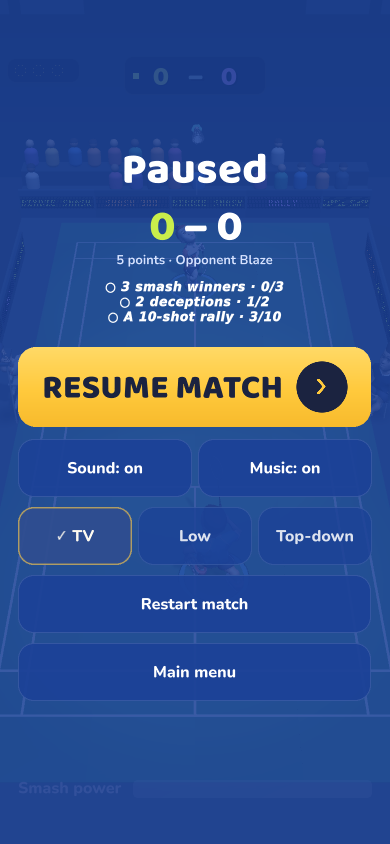 0 – 0
Paused
0 – 0
5 points · Opponent Blaze
○ 3 smash winners · 0/3
○ 2 deceptions · 1/2
○ A 10-shot rally · 3/10
RESUME MATCH ›
Sound: on
Music: on
✓ TV
Low
Top-down
Restart match
Main menu
Smash power